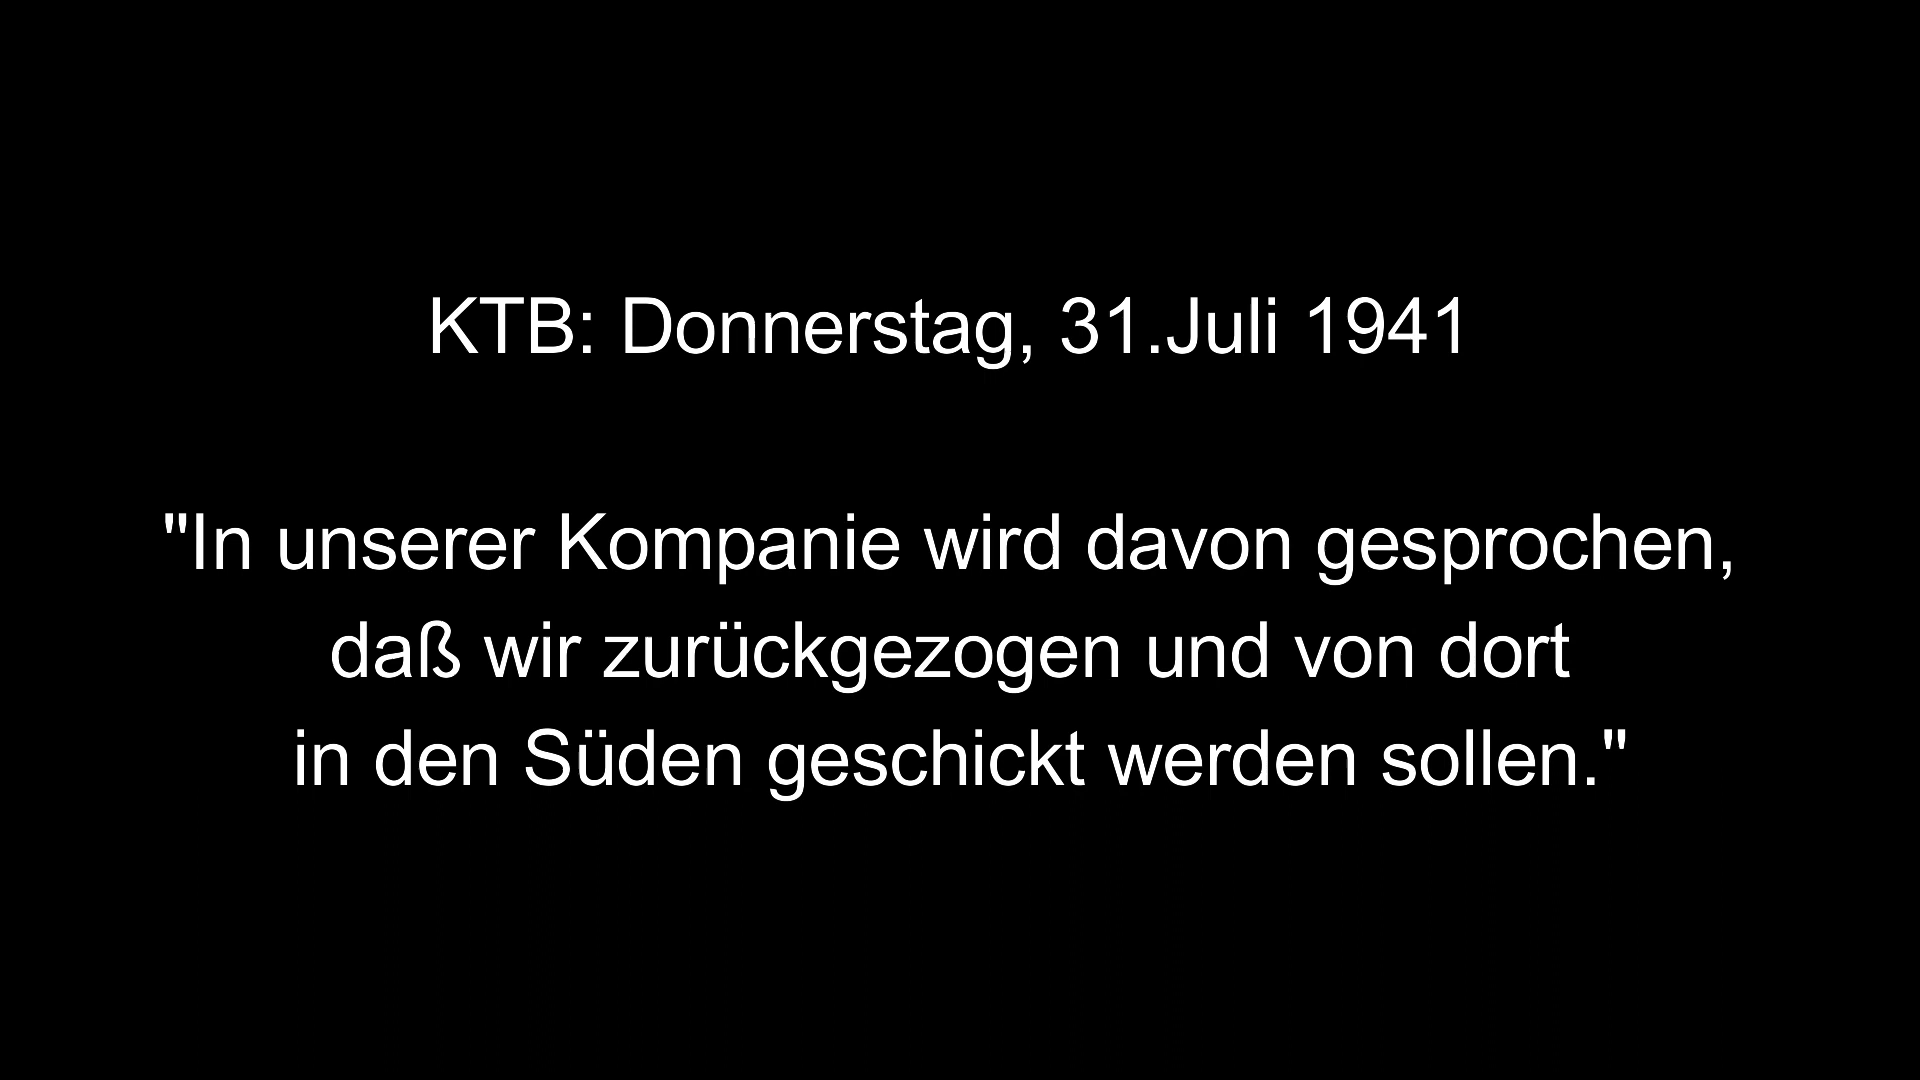 KTB: Donnerstag, 31.Juli 1941
"In unserer Kompanie wird davon gesprochen,
daß wir zurückgezogen und von dort
in den Süden geschickt werden sollen."